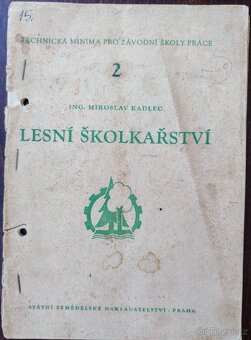 15.
TECHNICKÁ MINIMA PRO ZÁVODNÍ ŠKOLY PRÁCE
2
ING. MIROSLAV KADLEC
LESNÍ ŠKOLKAŘSTVÍ
STÁTNÍ ZEMĚDĚLSKÉ NAKLADATELSTVÍ - PRAHA